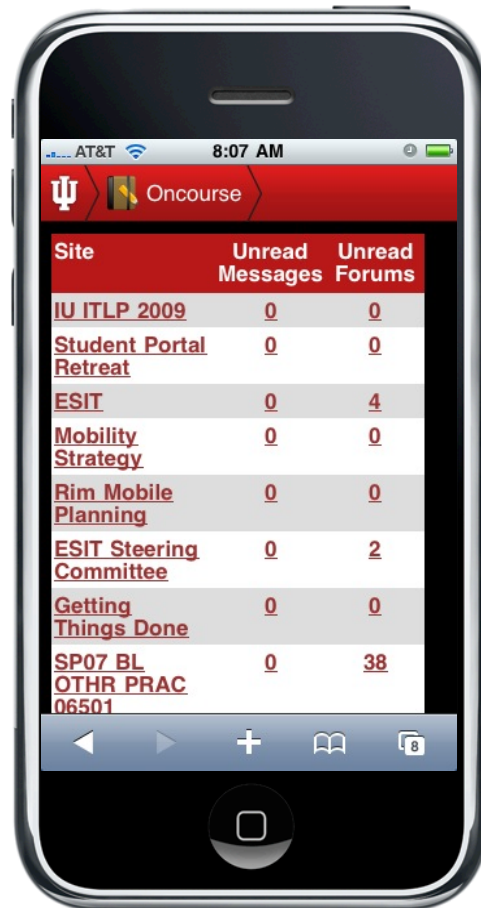 AT&T 8:07 AM
Oncourse
Site Unread Unread
Messages Forums
IU ITLP 2009 0 0
Student Portal 0 0
Retreat
ESIT 0 4
Mobility 0 0
Strategy
Rim Mobile 0 0
Planning
ESIT Steering 0 2
Committee
Getting 0 0
Things Done
SP07 BL 0 38
OTHR PRAC
06501
8